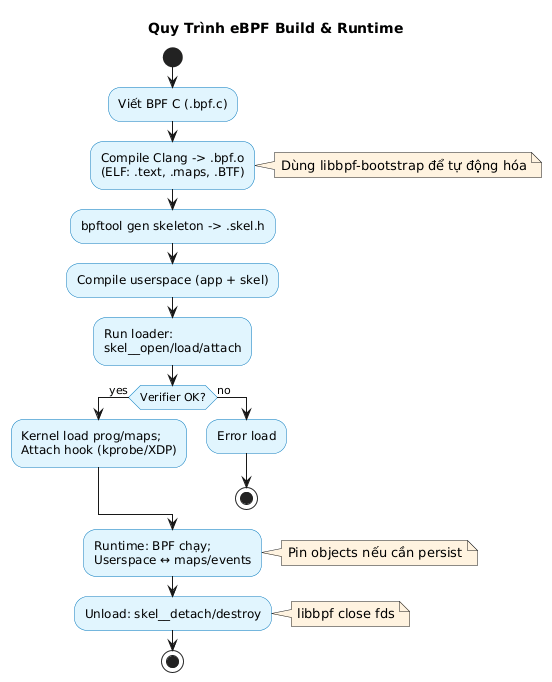 Quy Trình eBPF Build & Runtime
Viết BPF C (.bpf.c)
Compile Clang -> .bpf.o
(ELF: .text, .maps, .BTF)
Dùng libbpf-bootstrap để tự động hóa
bpftool gen skeleton -> .skel.h
Compile userspace (app + skel)
Run loader:
skel__open/load/attach
Verifier OK?
yes
no
Kernel load prog/maps;
Attach hook (kprobe/XDP)
Error load
Runtime: BPF chạy;
Userspace ↔ maps/events
Pin objects nếu cần persist
Unload: skel__detach/destroy
libbpf close fds